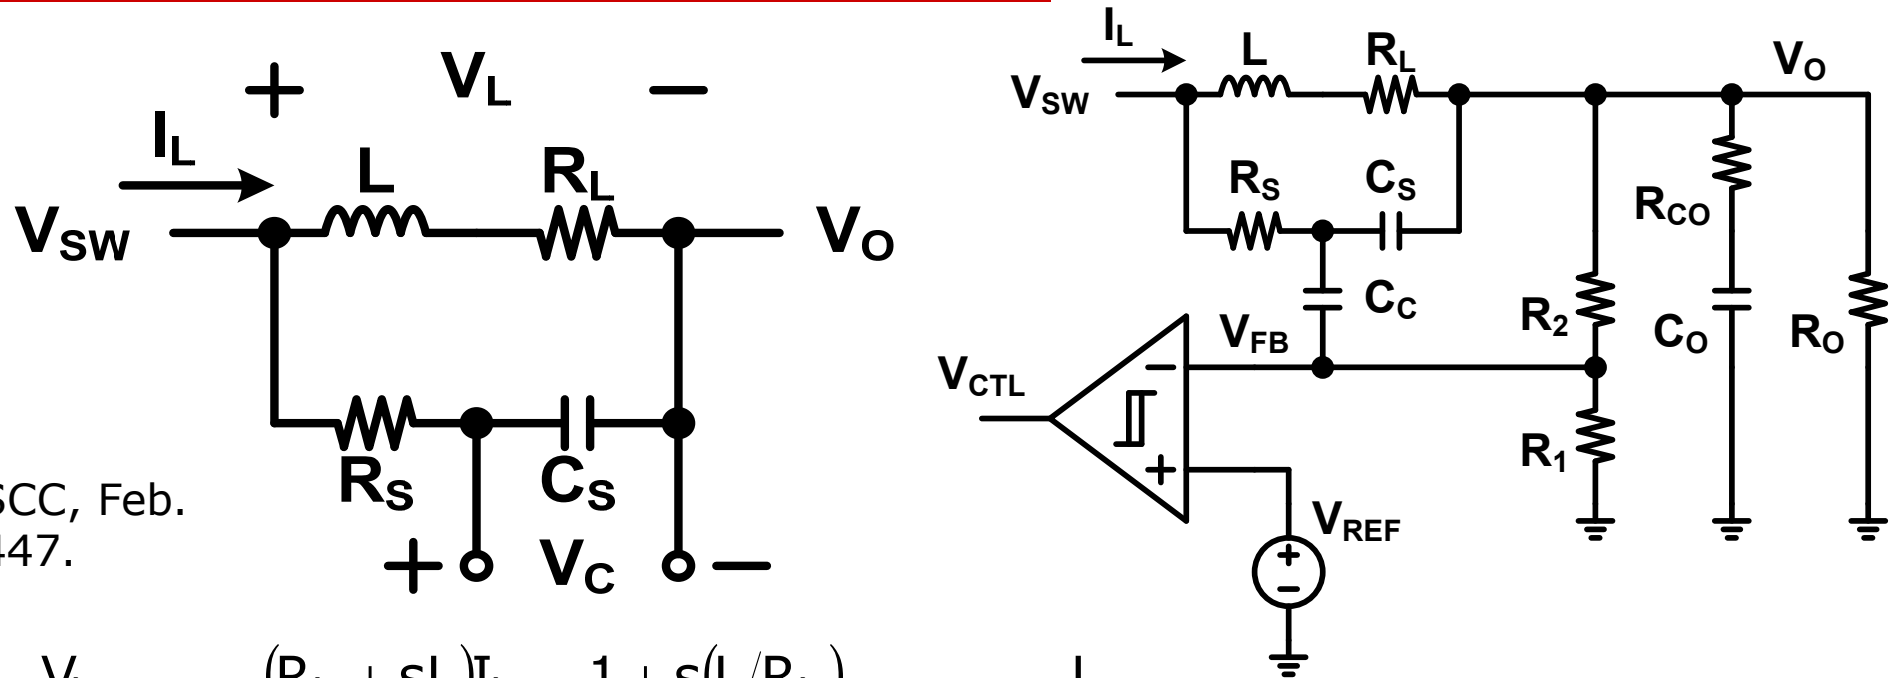 + V_L −
I_L
L R_L
V_SW V_O
R_S C_S
SCC, Feb.
447.
+ V_C −
I_L
V_SW L R_L V_O
R_S C_S
R_CO
C_C
V_FB R_2 C_O R_O
V_CTL
−
+
R_1
V_REF
+
−